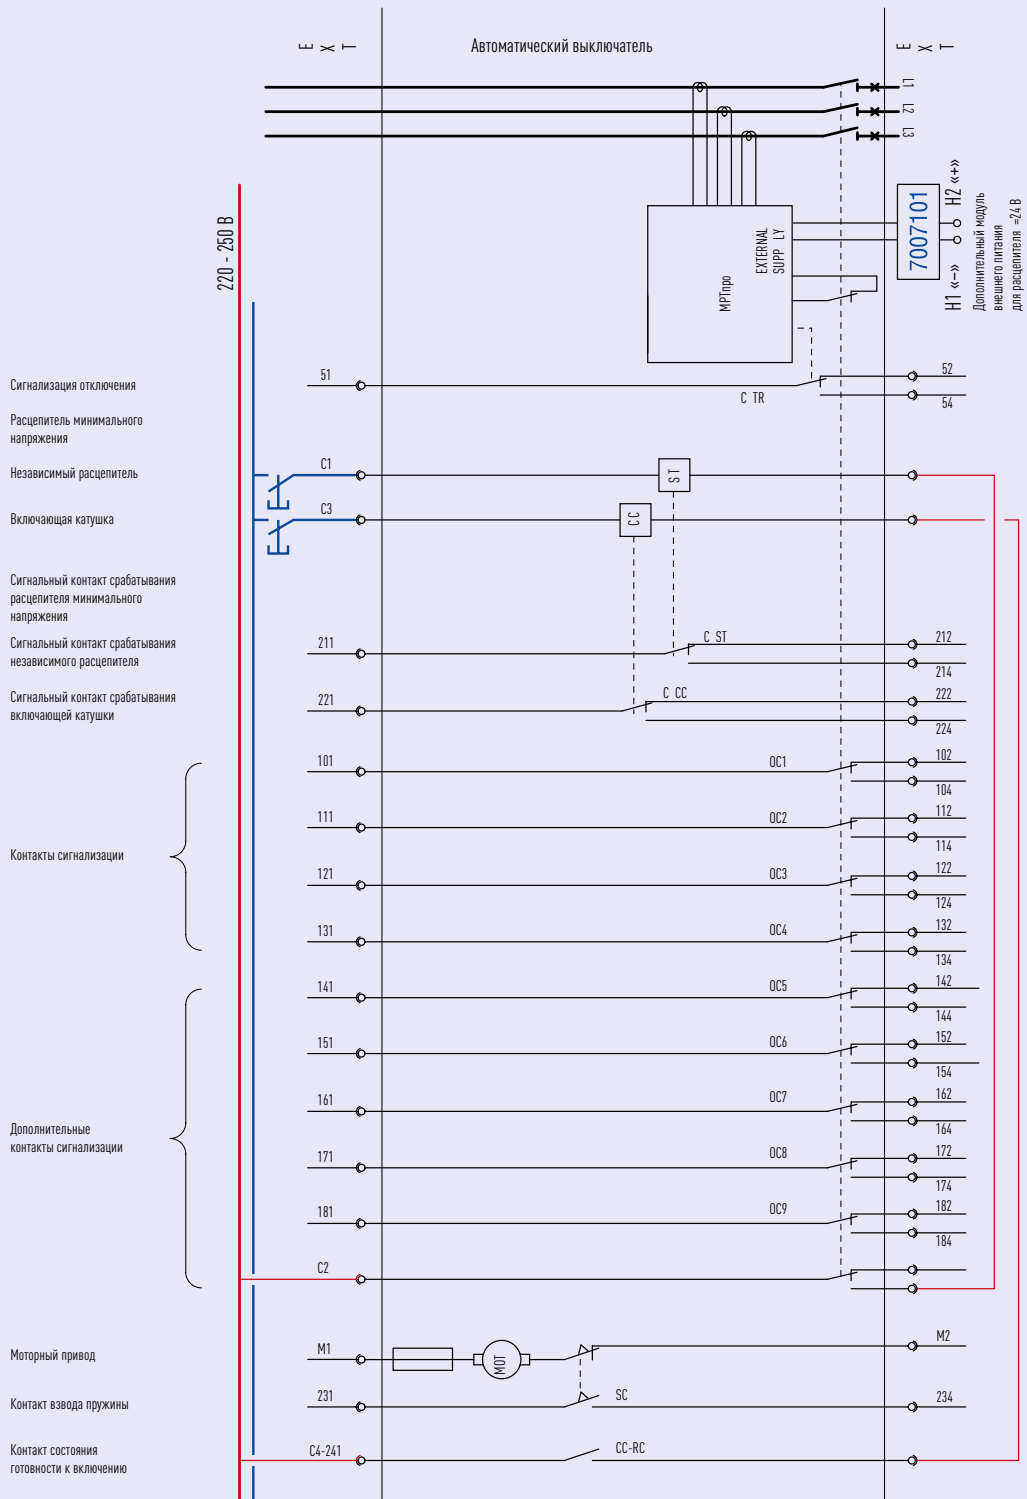 Е Х Т
Автоматический выключатель
Е Х Т
L1
L2
L3
220 - 250 В
EXTERNAL
SUPP LY
МРТпро
7007101
H1 «–»
H2 «+»
Дополнительный модуль
внешнего питания
для расцепителя =24 В
Сигнализация отключения
51
C TR
52
54
Расцепитель минимального
напряжения
Независимый расцепитель
C1
ST
Включающая катушка
C3
CC
Сигнальный контакт срабатывания
расцепителя минимального
напряжения
Сигнальный контакт срабатывания
независимого расцепителя
211
C ST
212
214
Сигнальный контакт срабатывания
включающей катушки
221
C CC
222
224
Контакты сигнализации
101
OC1
102
104
111
OC2
112
114
121
OC3
122
124
131
OC4
132
134
Дополнительные
контакты сигнализации
141
OC5
142
144
151
OC6
152
154
161
OC7
162
164
171
OC8
172
174
181
OC9
182
184
C2
Моторный привод
M1
МОТ
M2
Контакт взвода пружины
231
SC
234
Контакт состояния
готовности к включению
C4-241
CC-RC